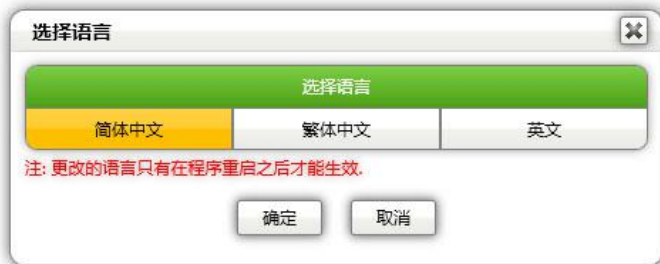 选择语言
选择语言
简体中文 繁体中文 英文
注: 更改的语言只有在程序重启之后才能生效.
确定 取消